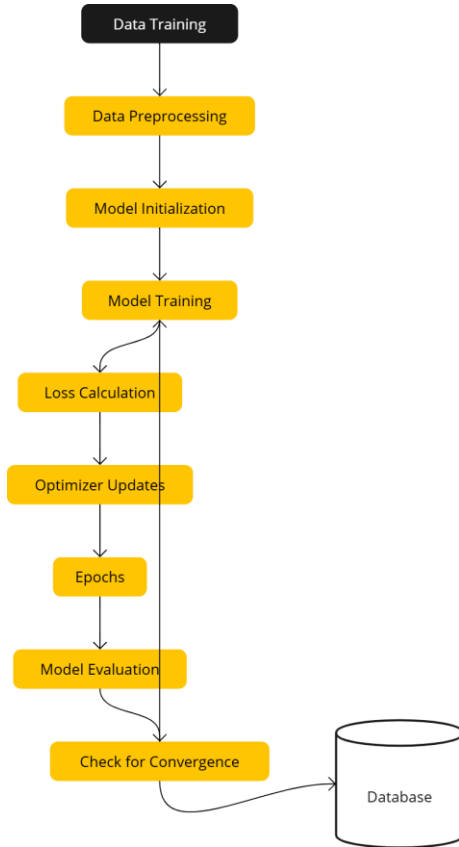 Data Training
Data Preprocessing
Model Initialization
Model Training
Loss Calculation
Optimizer Updates
Epochs
Model Evaluation
Check for Convergence
Database